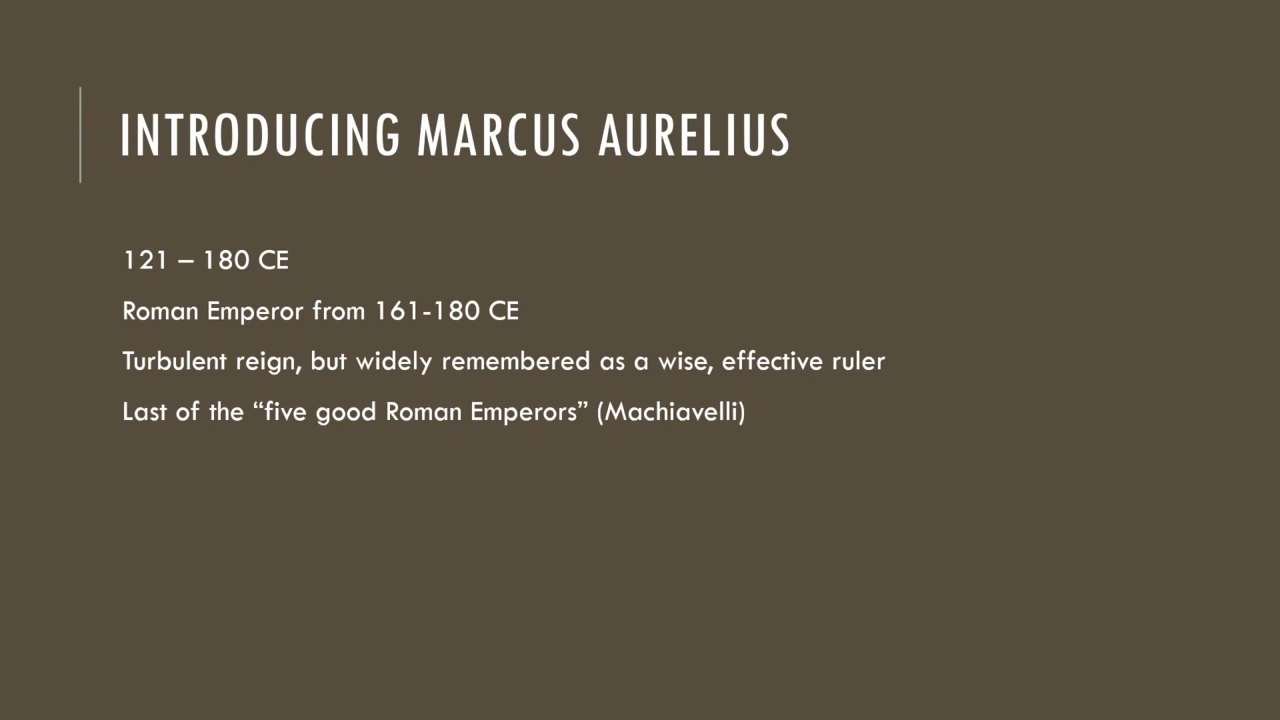 INTRODUCING MARCUS AURELIUS
121 – 180 CE
Roman Emperor from 161-180 CE
Turbulent reign, but widely remembered as a wise, effective ruler
Last of the “five good Roman Emperors” (Machiavelli)